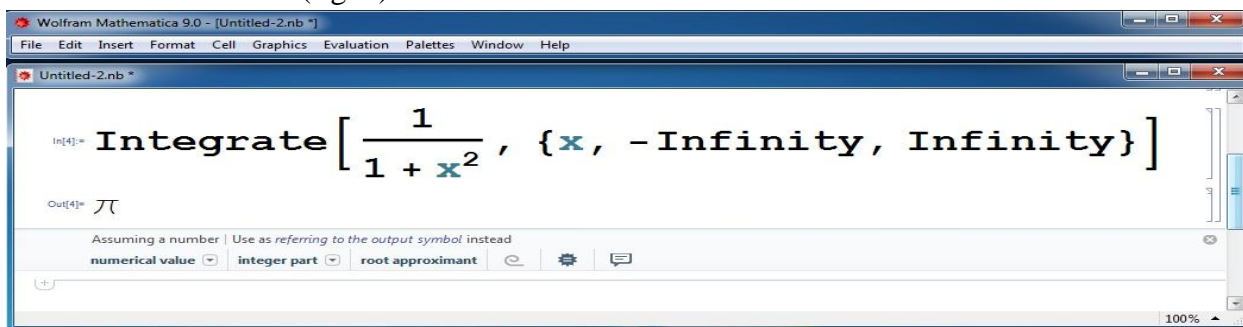 Wolfram Mathematica 9.0 - [Untitled-2.nb *]
File Edit Insert Format Cell Graphics Evaluation Palettes Window Help
Untitled-2.nb *
In[4]:= Integrate[1/(1 + x^2), {x, -Infinity, Infinity}]
Out[4]= π
Assuming a number | Use as referring to the output symbol instead
numerical value integer part root approximant
100%